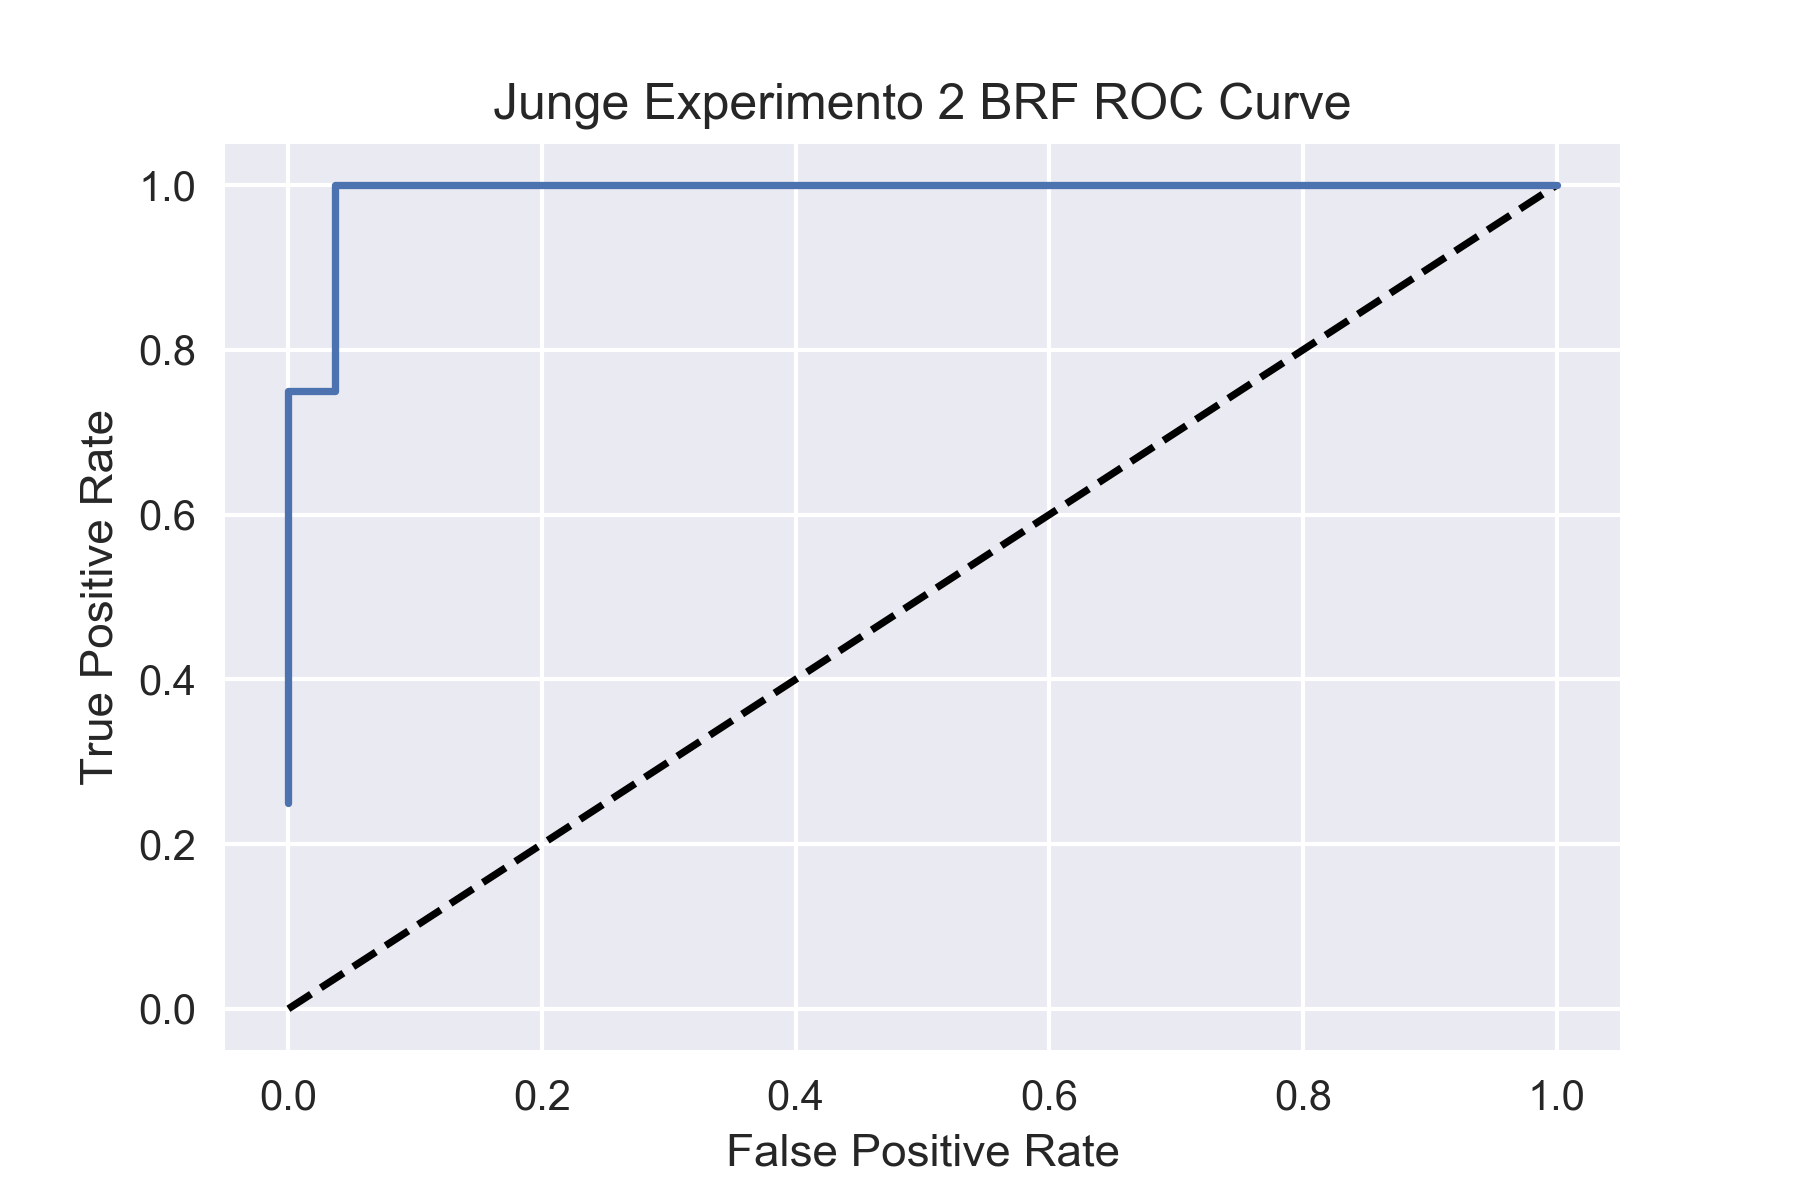 Junge Experimento 2 BRF ROC Curve
1.0
0.8
0.6
0.4
0.2
0.0
True Positive Rate
0.0 0.2 0.4 0.6 0.8 1.0
False Positive Rate